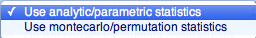 ✓ Use analytic/parametric statistics
Use montecarlo/permutation statistics